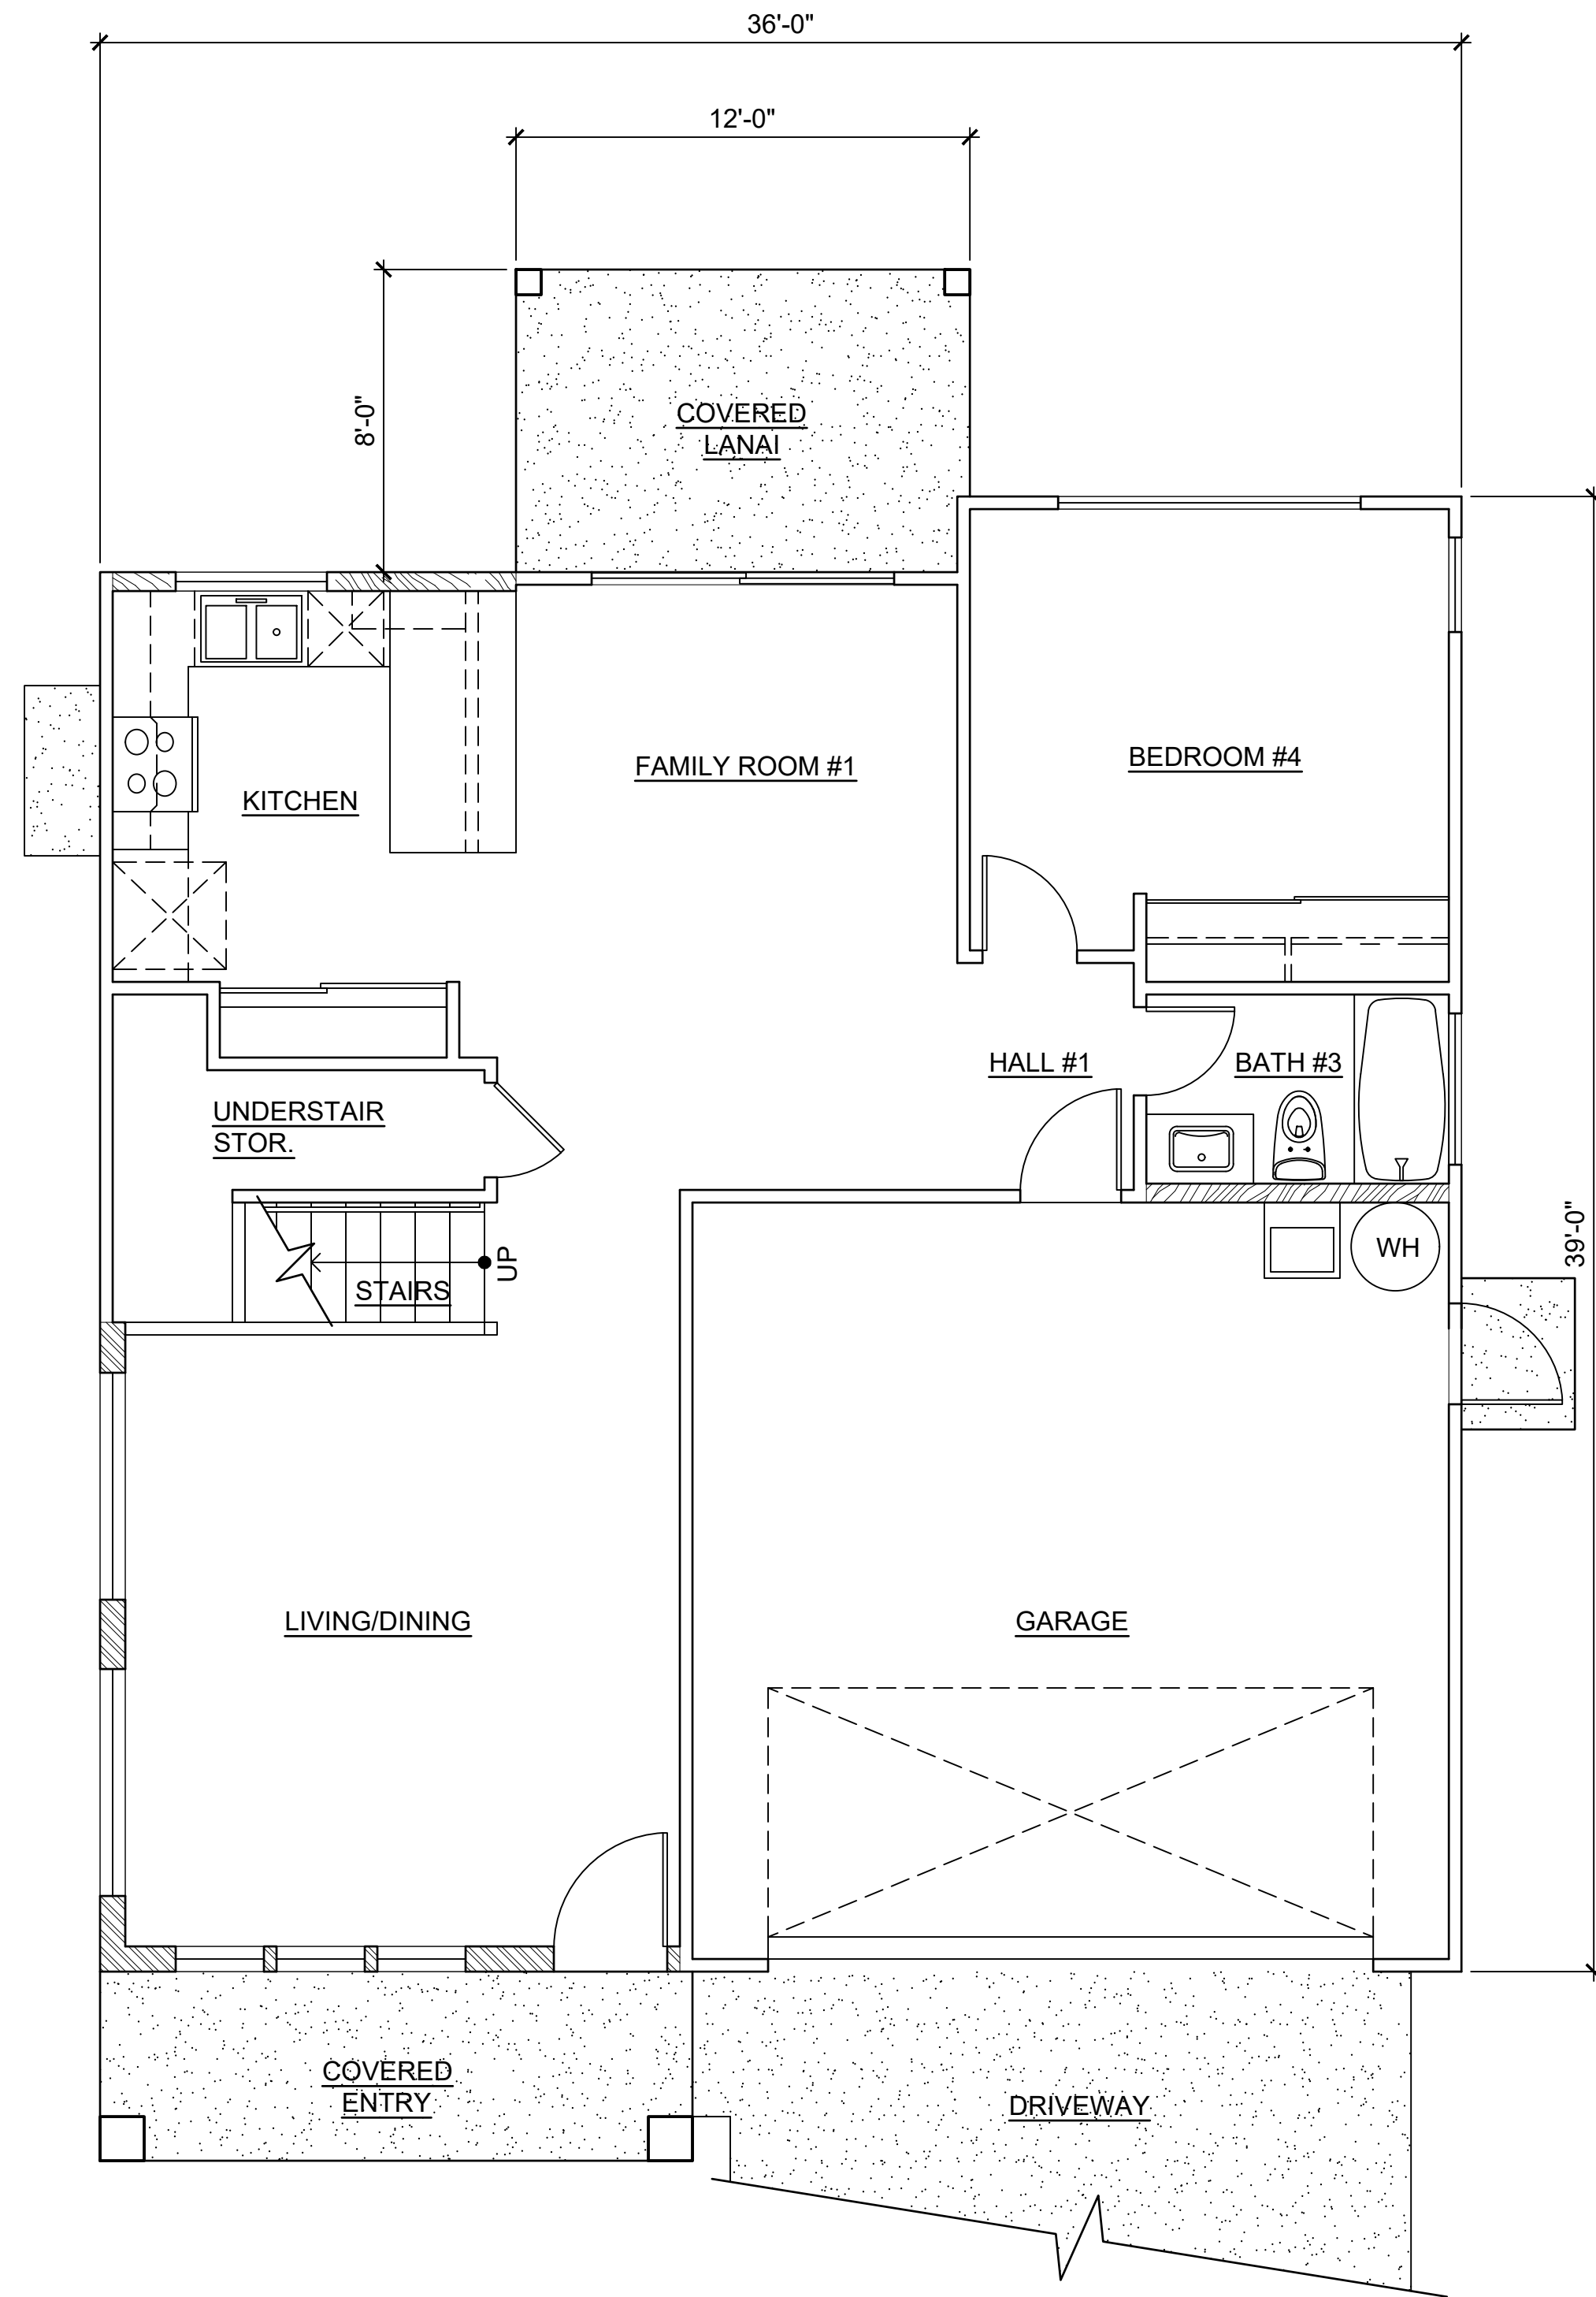 36'-0"
12'-0"
8'-0"
COVERED
LANAI
FAMILY ROOM #1
BEDROOM #4
KITCHEN
HALL #1
BATH #3
UNDERSTAIR
STOR.
UP
STAIRS
WH
39'-0"
LIVING/DINING
GARAGE
COVERED
ENTRY
DRIVEWAY